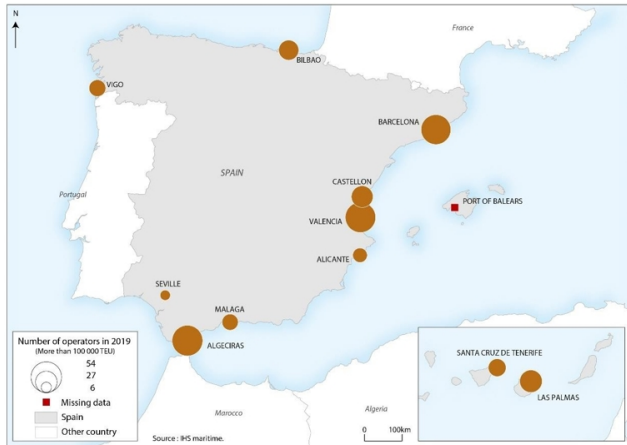 N
France
BILBAO
VIGO
BARCELONA
SPAIN
CASTELLON
Portugal
PORT OF BALEARS
VALENCIA
ALICANTE
SEVILLE
MALAGA
ALGECIRAS
Number of operators in 2019
(More than 100 000 TEU)
54
27
6
Missing data
Spain
Other country
Marocco
Algeria
Source : IHS maritime.
0 100km
SANTA CRUZ DE TENERIFE
LAS PALMAS